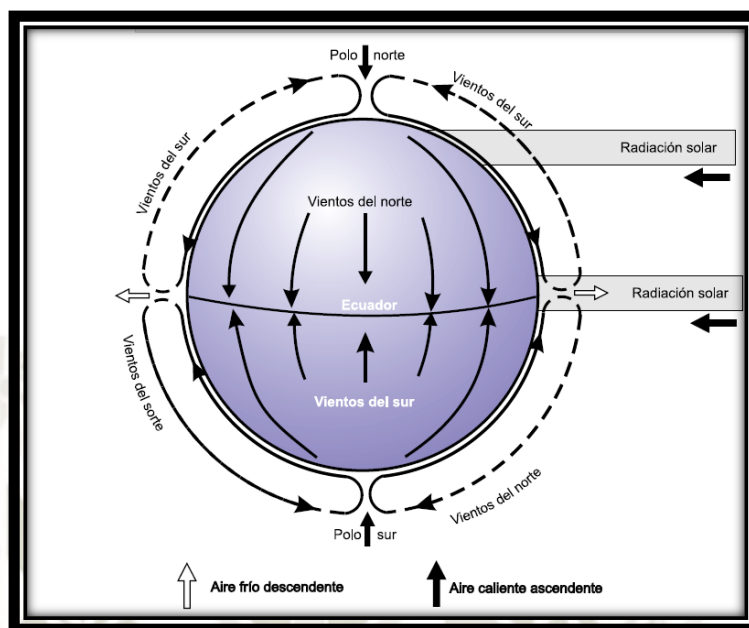 Polo norte
Vientos del sur
Vientos del sur
Radiación solar
Vientos del norte
Ecuador
Radiación solar
Vientos del sorte
Vientos del sur
Vientos del norte
Polo sur
Aire frío descendente
Aire caliente ascendente